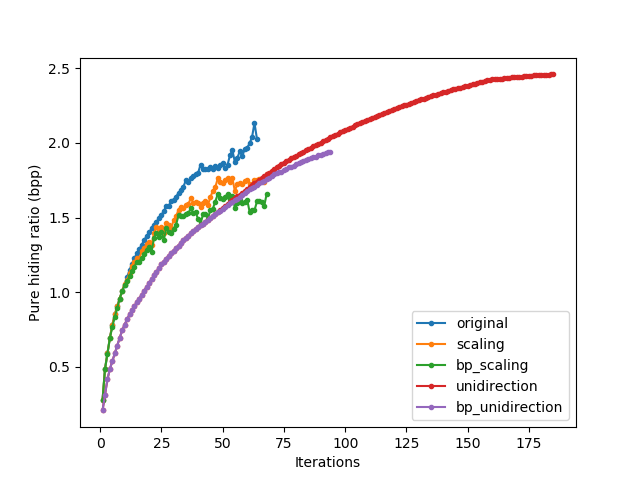 2.5
2.0
1.5
1.0
0.5
Pure hiding ratio (bpp)
original
scaling
bp_scaling
unidirection
bp_unidirection
0 25 50 75 100 125 150 175
Iterations